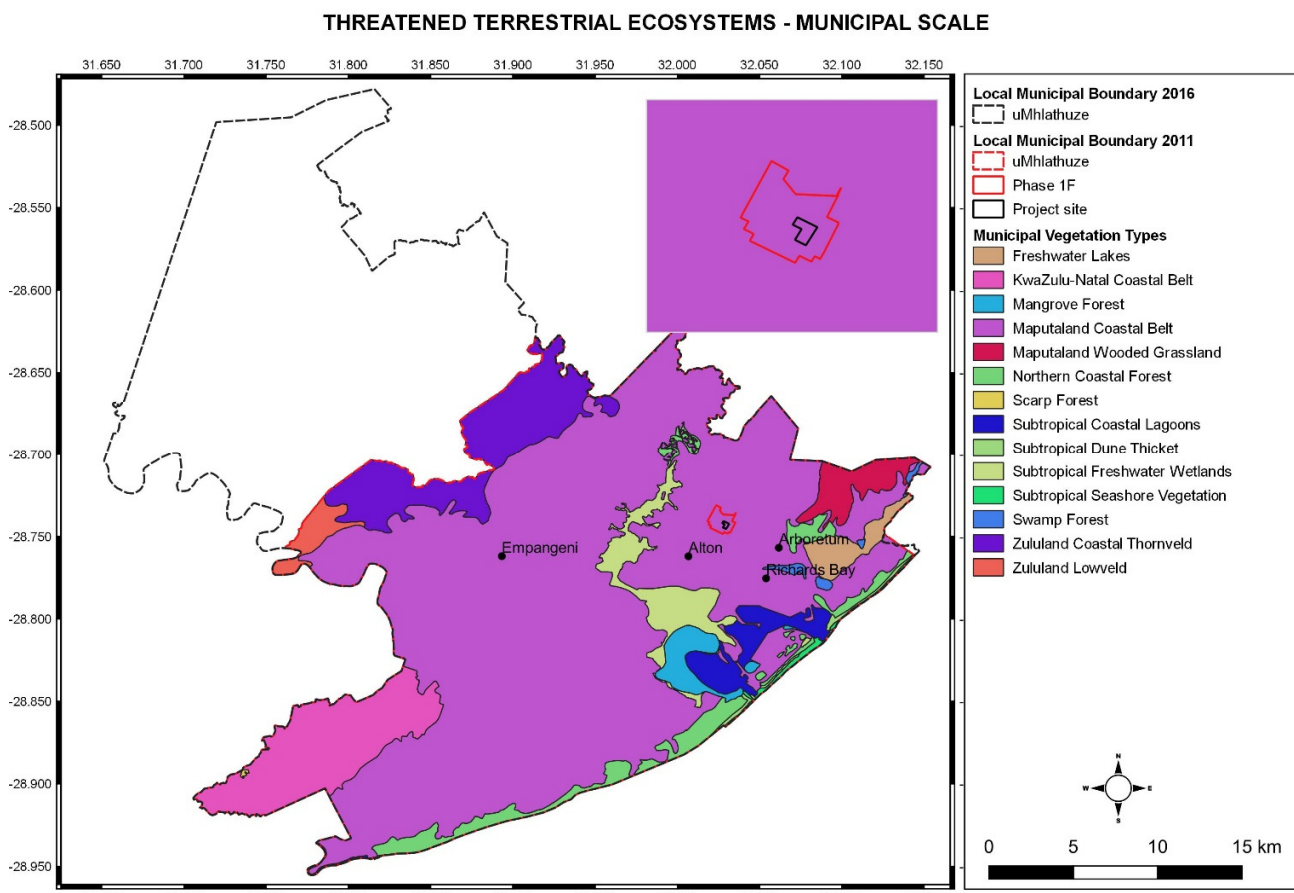 THREATENED TERRESTRIAL ECOSYSTEMS - MUNICIPAL SCALE
31.650 31.700 31.750 31.800 31.850 31.900 31.950 32.000 32.050 32.100 32.150
-28.500
-28.550
-28.600
-28.650
-28.700
-28.750
-28.800
-28.850
-28.900
-28.950
Empangeni
Alton
Arboretum
Richards Bay
Local Municipal Boundary 2016
uMhlathuze
Local Municipal Boundary 2011
uMhlathuze
Phase 1F
Project site
Municipal Vegetation Types
Freshwater Lakes
KwaZulu-Natal Coastal Belt
Mangrove Forest
Maputaland Coastal Belt
Maputaland Wooded Grassland
Northern Coastal Forest
Scarp Forest
Subtropical Coastal Lagoons
Subtropical Dune Thicket
Subtropical Freshwater Wetlands
Subtropical Seashore Vegetation
Swamp Forest
Zululand Coastal Thornveld
Zululand Lowveld
N
W E
S
0 5 10 15 km